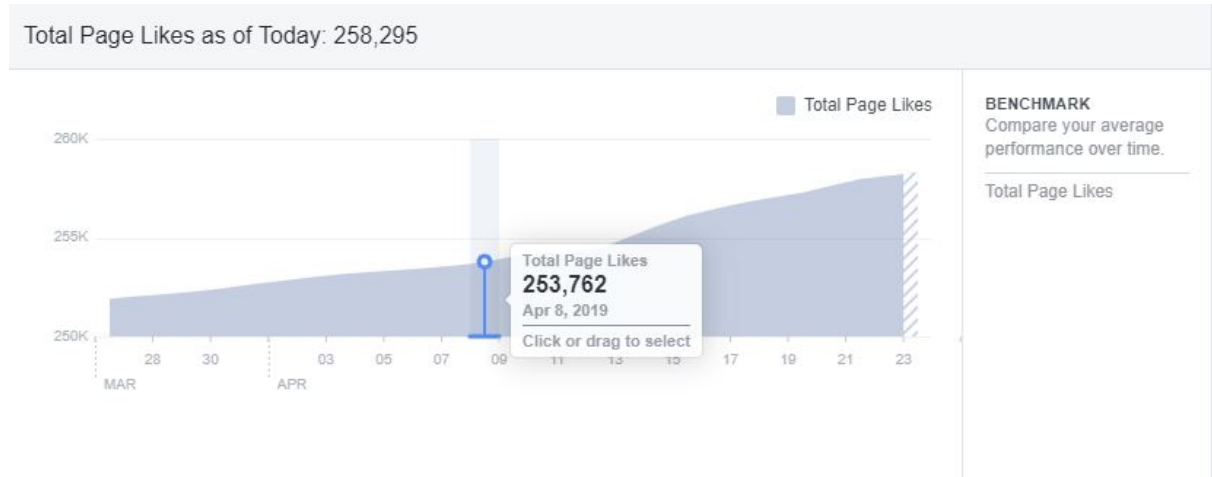 Total Page Likes as of Today: 258,295
Total Page Likes
BENCHMARK
Compare your average
performance over time.
Total Page Likes
260K
255K
250K
Total Page Likes
253,762
Apr 8, 2019
Click or drag to select
28 30 03 05 07 09 11 13 15 17 19 21 23
MAR APR